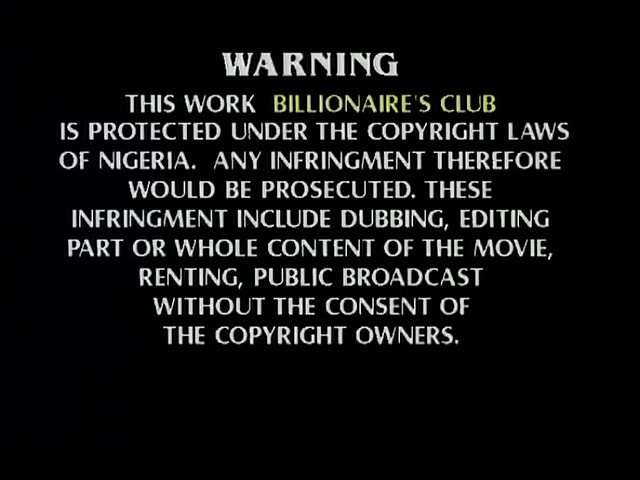 WARNING
THIS WORK BILLIONAIRE'S CLUB
IS PROTECTED UNDER THE COPYRIGHT LAWS
OF NIGERIA. ANY INFRINGMENT THEREFORE
WOULD BE PROSECUTED. THESE
INFRINGMENT INCLUDE DUBBING, EDITING
PART OR WHOLE CONTENT OF THE MOVIE,
RENTING, PUBLIC BROADCAST
WITHOUT THE CONSENT OF
THE COPYRIGHT OWNERS.